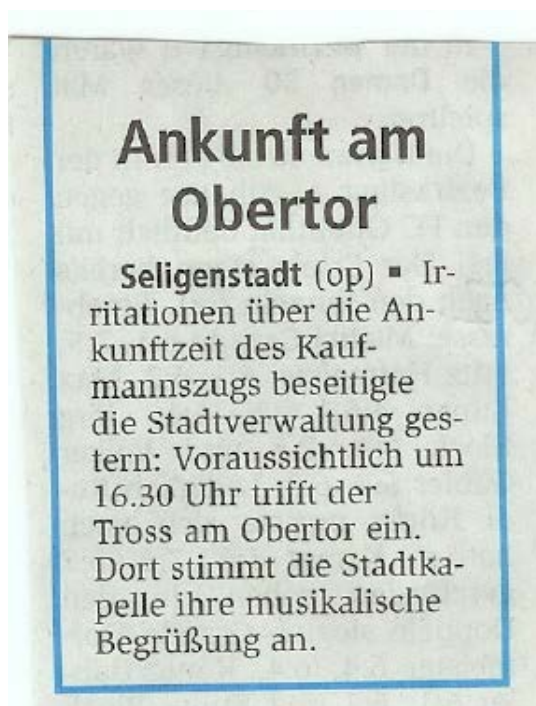 Ankunft am
Obertor
Seligenstadt (op) ▪ Ir-
ritationen über die An-
kunftzeit des Kauf-
mannszugs beseitigte
die Stadtverwaltung ges-
tern: Voraussichtlich um
16.30 Uhr trifft der
Tross am Obertor ein.
Dort stimmt die Stadtka-
pelle ihre musikalische
Begrüßung an.